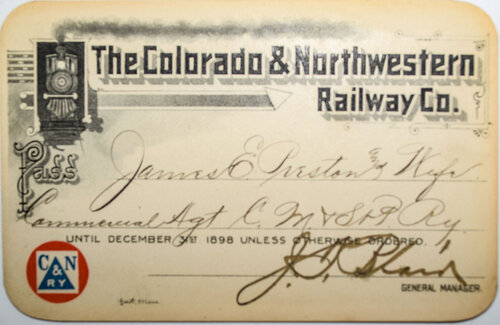 The Colorado & Northwestern
Railway Co.
Pass
James E. Preston and Wife
Commercial Agt C. M & St P Ry.
UNTIL DECEMBER 31ST 1898 UNLESS OTHERWISE ORDERED.
C & N
RY
GENERAL MANAGER.